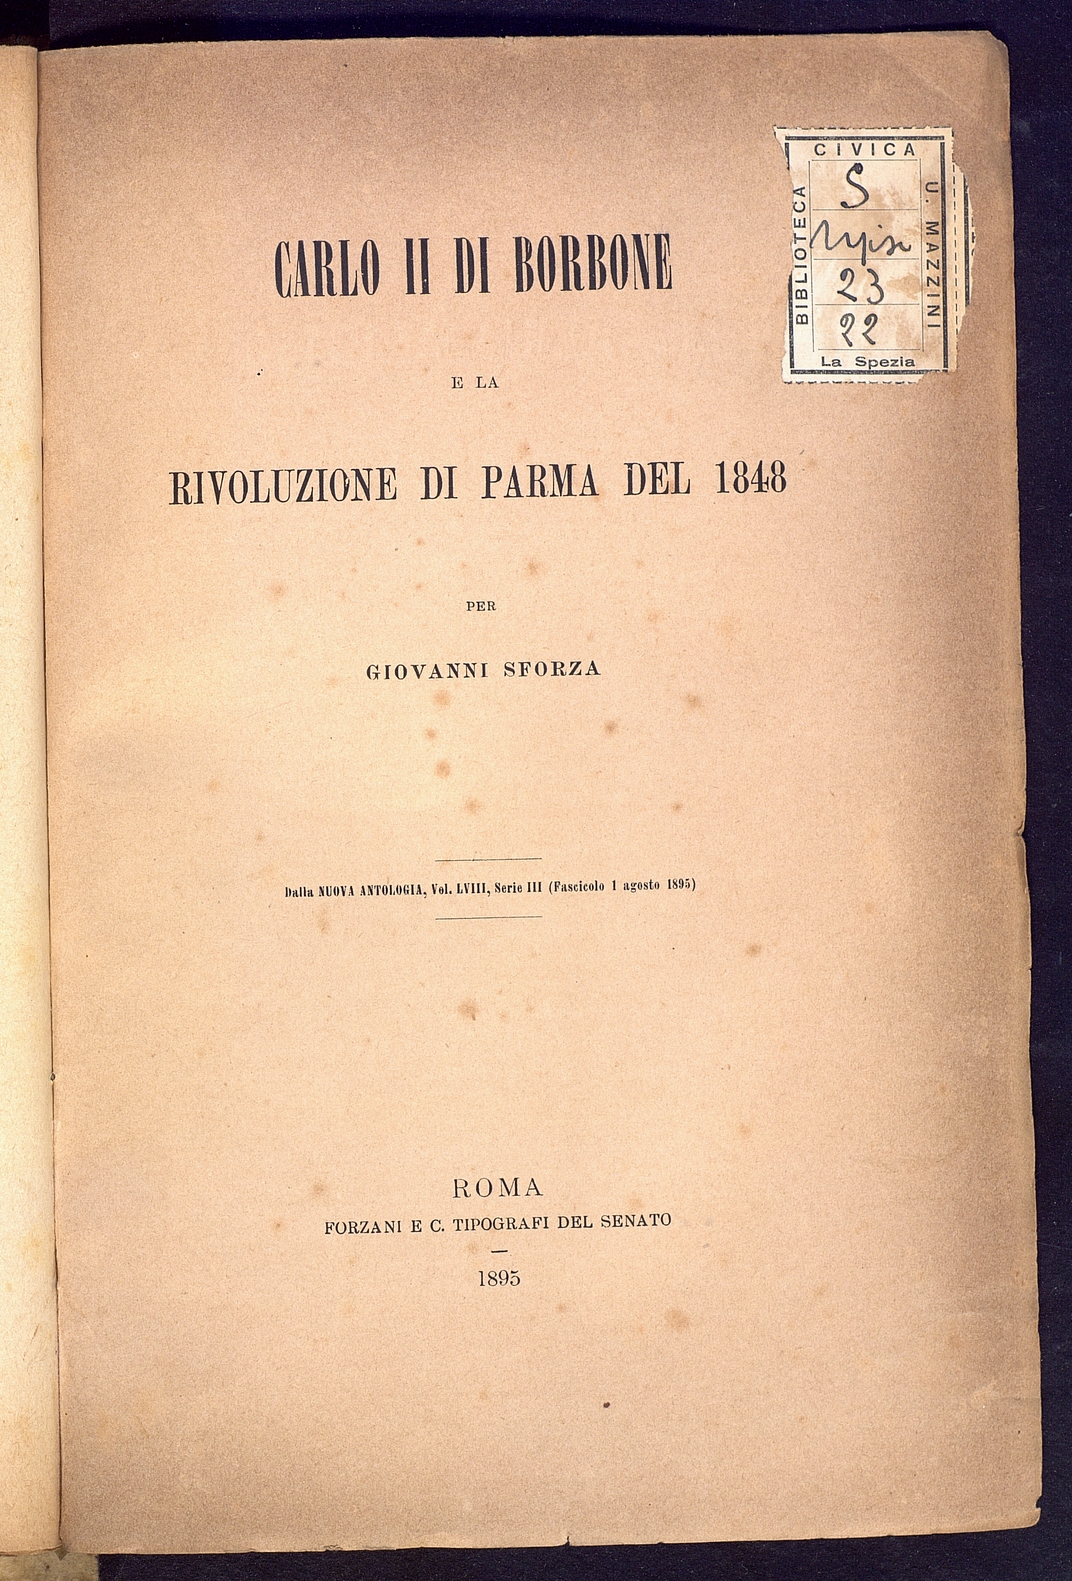 CARLO II DI BORBONE
E LA
RIVOLUZIONE DI PARMA DEL 1848
PER
GIOVANNI SFORZA
Dalla NUOVA ANTOLOGIA, Vol. LVIII, Serie III (Fascicolo 1 agosto 1895)
ROMA
FORZANI E C. TIPOGRAFI DEL SENATO
1895
BIBLIOTECA
CIVICA
U. MAZZINI
S
23
22
La Spezia